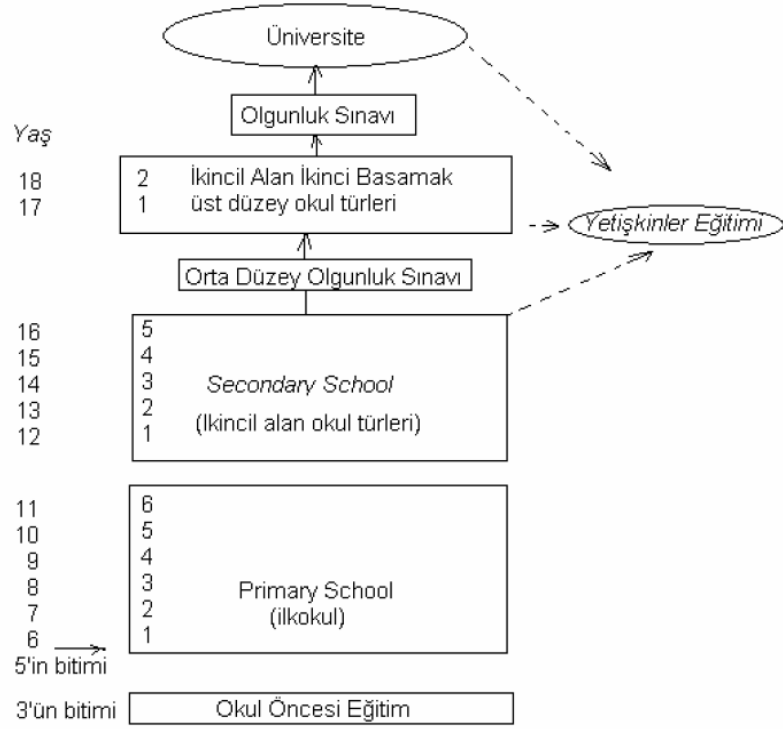 Üniversite
Olgunluk Sınavı
Yaş
18 2 İkincil Alan İkinci Basamak
17 1 üst düzey okul türleri
Yetişkinler Eğitimi
Orta Düzey Olgunluk Sınavı
16 5
15 4
14 3 Secondary School
13 2 (Ikincil alan okul türleri)
12 1
11 6
10 5
9 4
8 3 Primary School
7 2 (ilkokul)
6 1
5'in bitimi
3'ün bitimi Okul Öncesi Eğitim